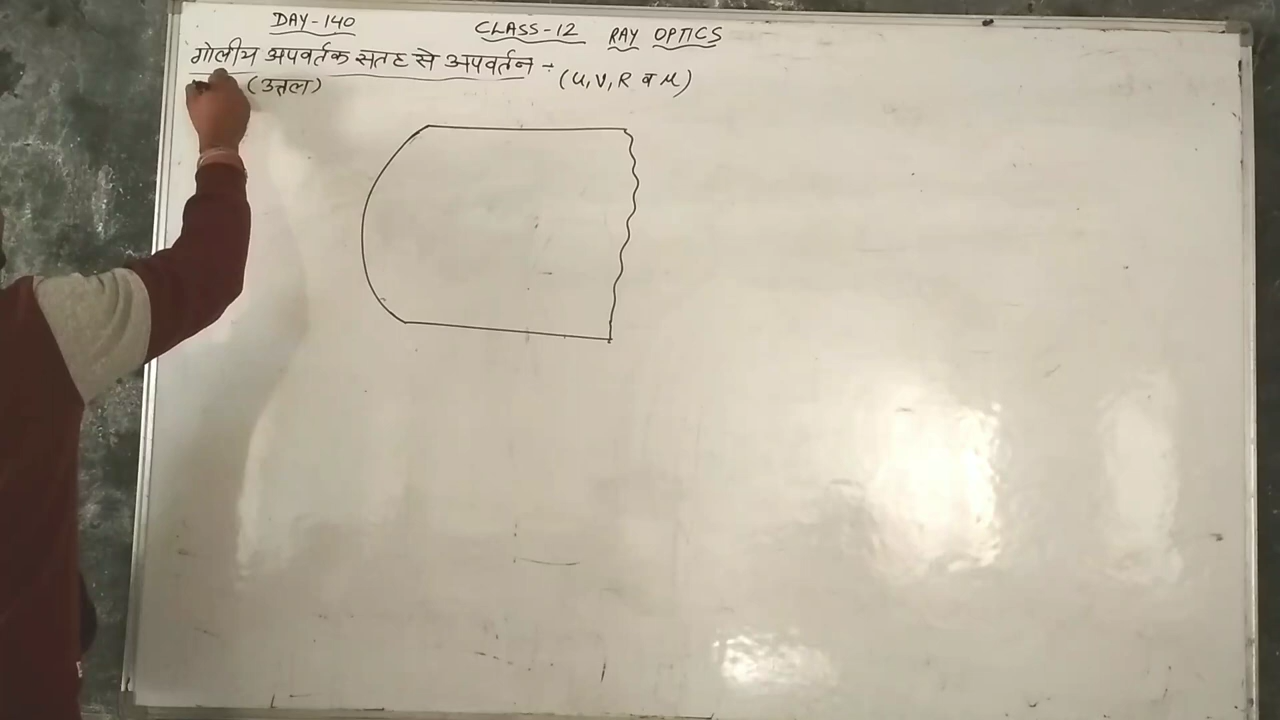 DAY-140
CLASS-12 RAY OPTICS
गोलीय अपवर्तक सतह से अपवर्तन :-
(उत्तल)
(u, v, R व μ)